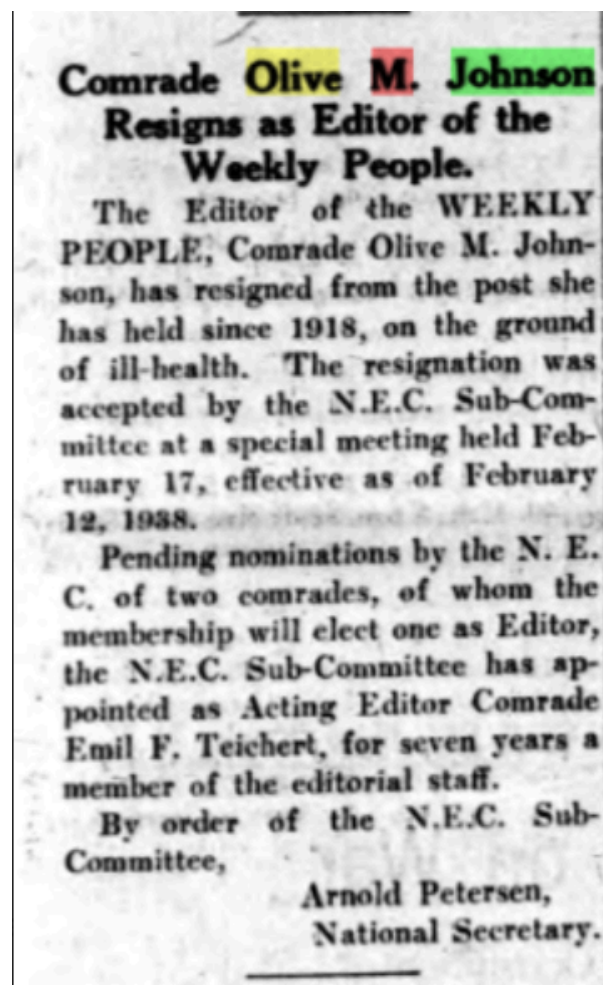 Comrade Olive M. Johnson
Resigns as Editor of the
Weekly People.
The Editor of the WEEKLY
PEOPLE, Comrade Olive M. John-
son, has resigned from the post she
has held since 1918, on the ground
of ill-health. The resignation was
accepted by the N.E.C. Sub-Com-
mittee at a special meeting held Feb-
ruary 17, effective as of February
12, 1938.
Pending nominations by the N. E.
C. of two comrades, of whom the
membership will elect one as Editor,
the N.E.C. Sub-Committee has ap-
pointed as Acting Editor Comrade
Emil F. Teichert, for seven years a
member of the editorial staff.
By order of the N.E.C. Sub-
Committee,
Arnold Petersen,
National Secretary.